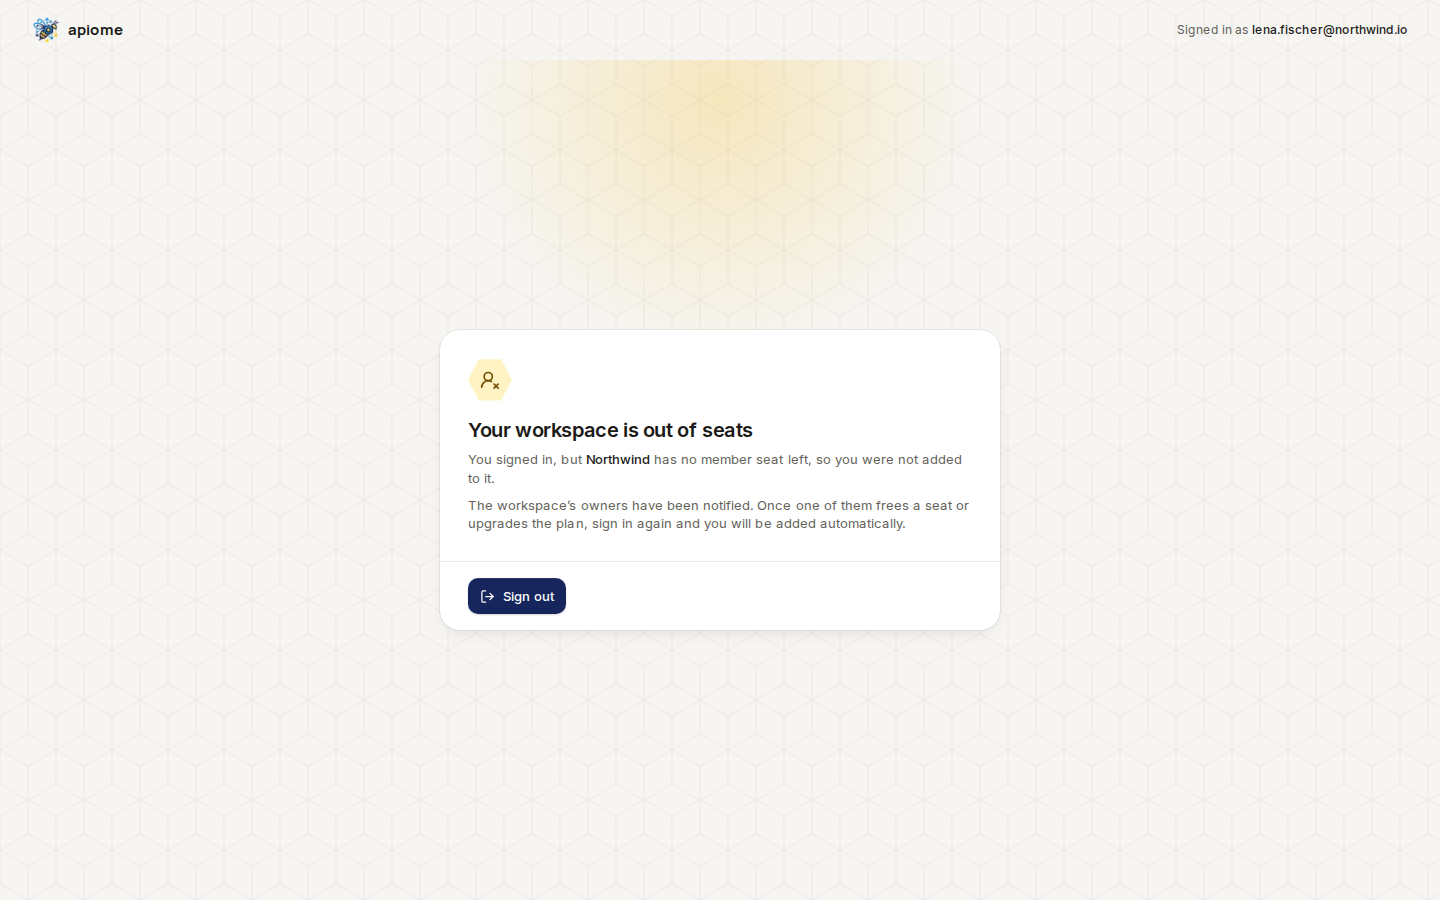 apiome
Signed in as lena.fischer@northwind.io
Your workspace is out of seats
You signed in, but Northwind has no member seat left, so you were not added
to it.
The workspace’s owners have been notified. Once one of them frees a seat or
upgrades the plan, sign in again and you will be added automatically.
Sign out